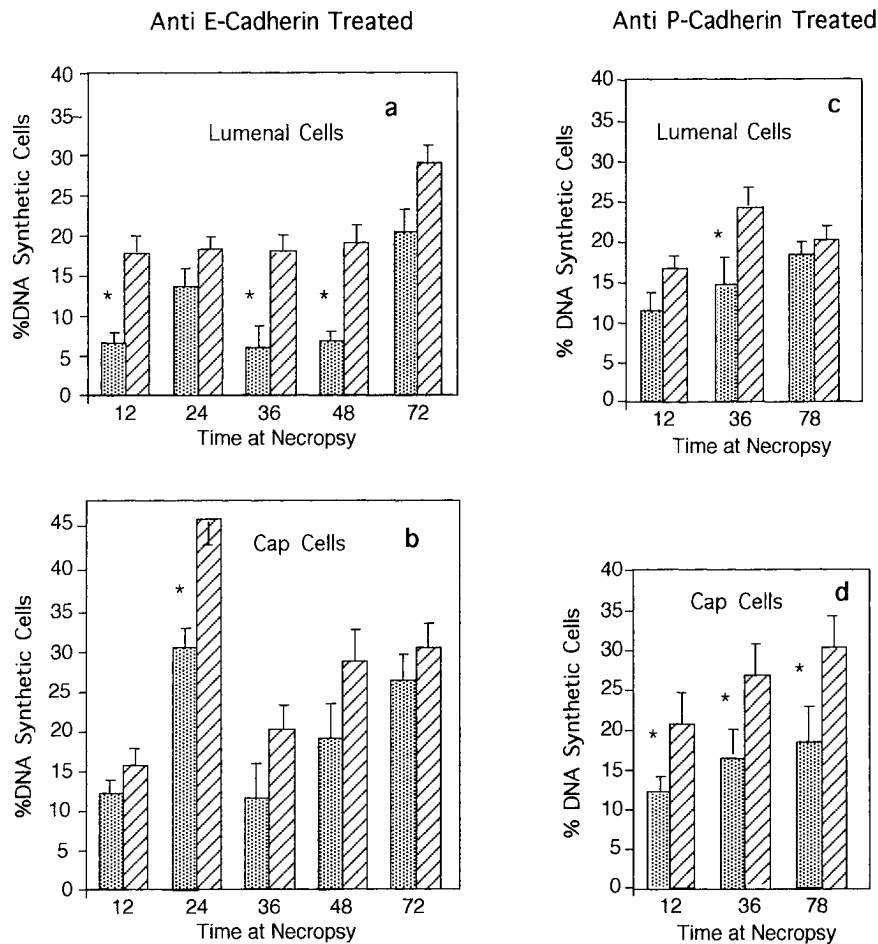 Anti E-Cadherin Treated
Anti P-Cadherin Treated
a
Lumenal Cells
%DNA Synthetic Cells
40
35
30
25
20
15
10
5
0
*
*
*
12 24 36 48 72
Time at Necropsy
c
Lumenal Cells
% DNA Synthetic Cells
40
35
30
25
20
15
10
5
0
*
12 36 78
Time at Necropsy
b
Cap Cells
%DNA Synthetic Cells
45
40
35
30
25
20
15
10
5
0
*
12 24 36 48 72
Time at Necropsy
d
Cap Cells
% DNA Synthetic Cells
40
35
30
25
20
15
10
5
0
*
*
*
12 36 78
Time at Necropsy